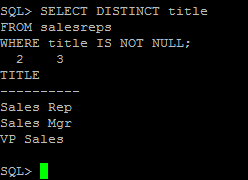 SQL> SELECT DISTINCT title
FROM salesreps
WHERE title IS NOT NULL;
  2    3
TITLE
----------
Sales Rep
Sales Mgr
VP Sales
SQL>